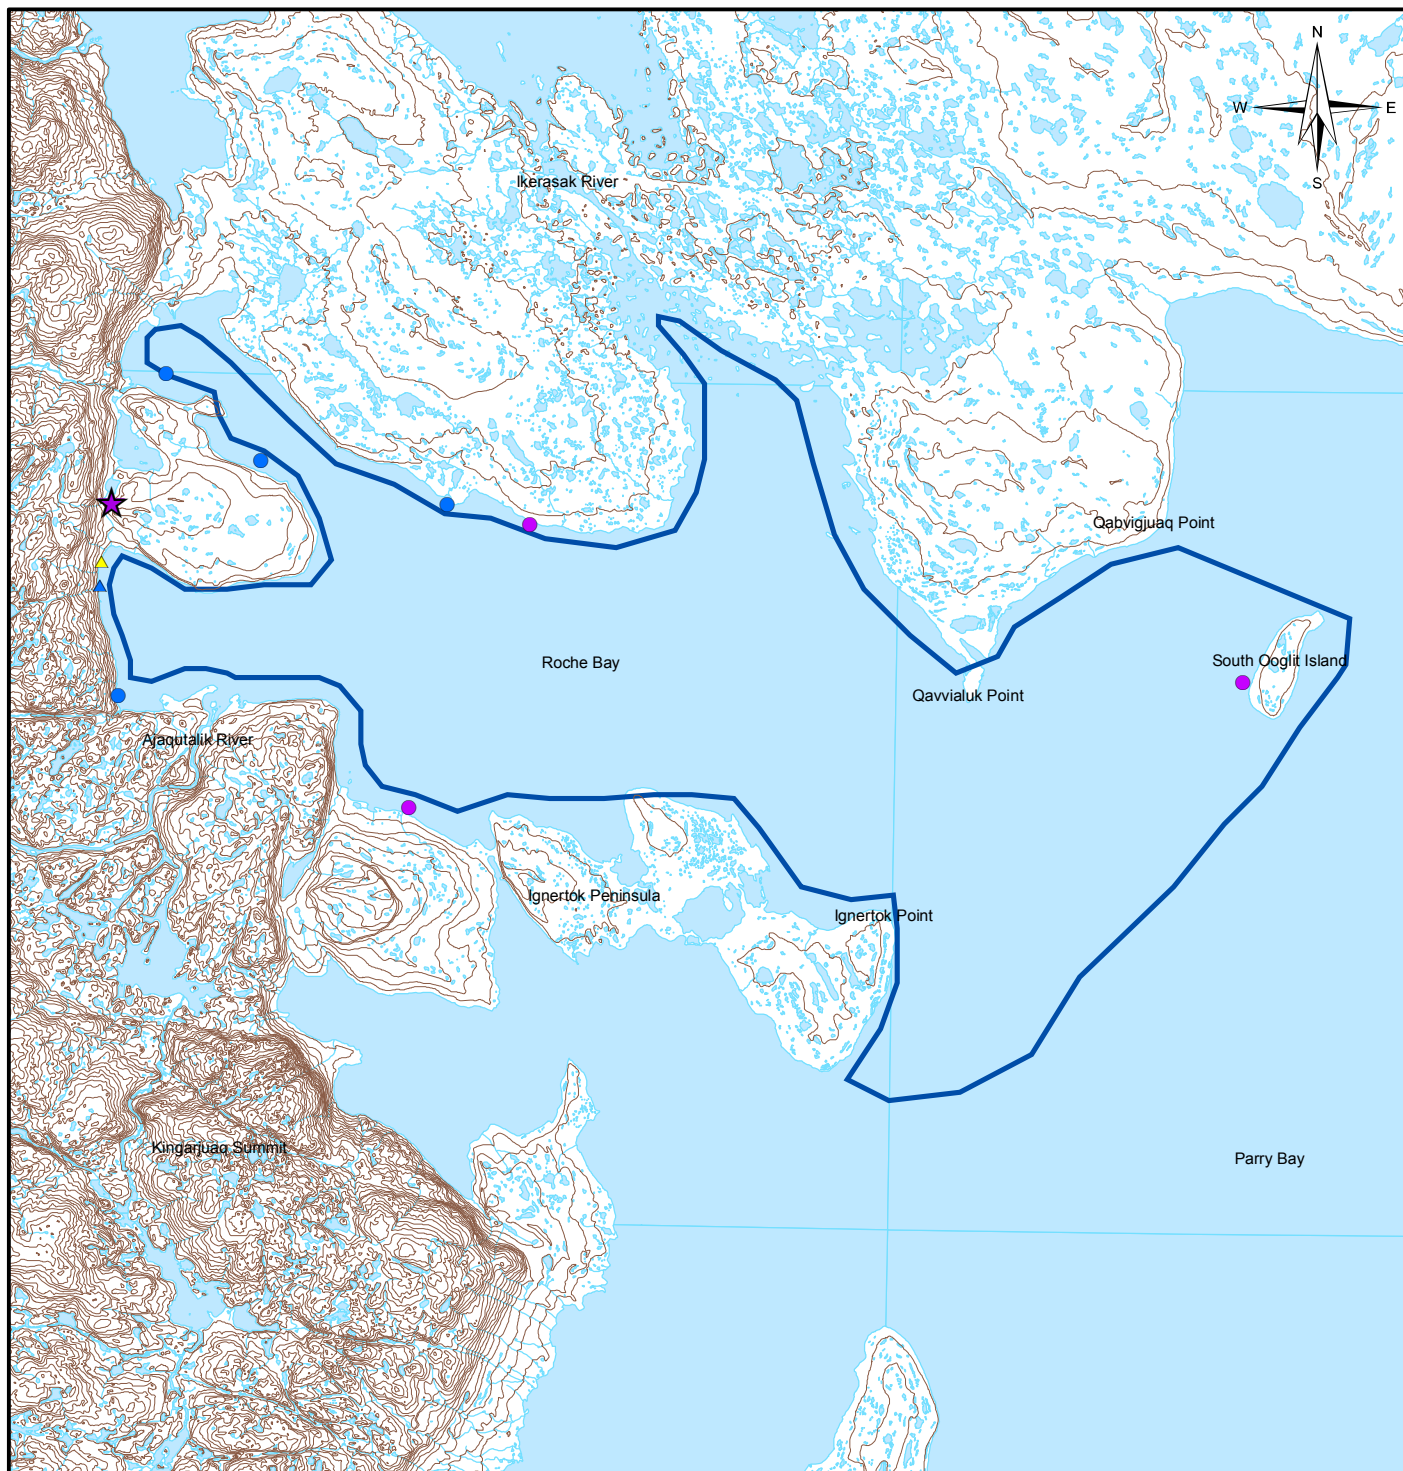 N
W
E
S
Ikerasak River
Qabvigjuaq Point
Roche Bay
South Ooglit Island
Qavvialuk Point
Ajaqutalik River
Ignertok Peninsula
Ignertok Point
Kingarjuaq Summit
Parry Bay